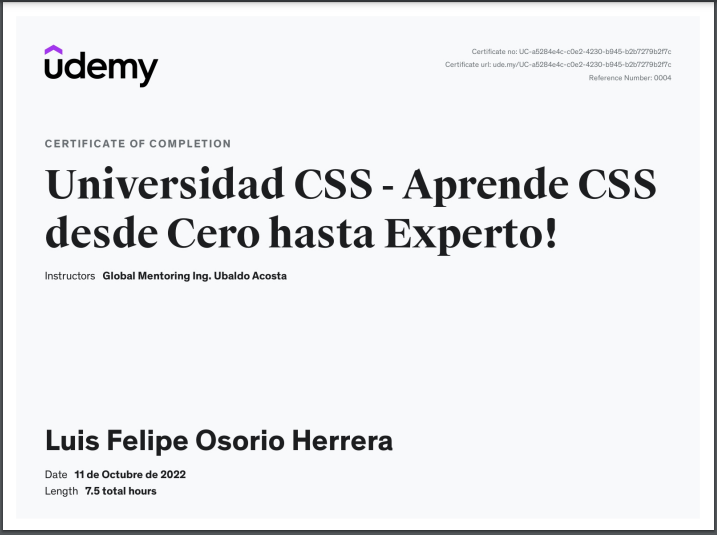 udemy
Certificate no: UC-a5284e4c-c0e2-4230-b945-b2b7279b2f7c
Certificate url: ude.my/UC-a5284e4c-c0e2-4230-b945-b2b7279b2f7c
Reference Number: 0004
CERTIFICATE OF COMPLETION
Universidad CSS - Aprende CSS
desde Cero hasta Experto!
Instructors Global Mentoring Ing. Ubaldo Acosta
Luis Felipe Osorio Herrera
Date 11 de Octubre de 2022
Length 7.5 total hours